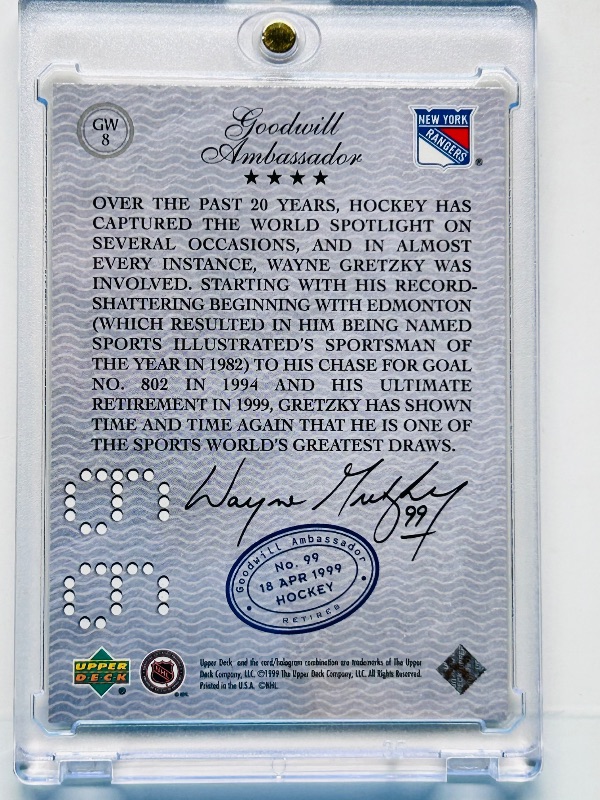 GW
8
Goodwill
Ambassador
NEW YORK
RANGERS
®
OVER THE PAST 20 YEARS, HOCKEY HAS
CAPTURED THE WORLD SPOTLIGHT ON
SEVERAL OCCASIONS, AND IN ALMOST
EVERY INSTANCE, WAYNE GRETZKY WAS
INVOLVED. STARTING WITH HIS RECORD-
SHATTERING BEGINNING WITH EDMONTON
(WHICH RESULTED IN HIM BEING NAMED
SPORTS ILLUSTRATED'S SPORTSMAN OF
THE YEAR IN 1982) TO HIS CHASE FOR GOAL
NO. 802 IN 1994 AND HIS ULTIMATE
RETIREMENT IN 1999, GRETZKY HAS SHOWN
TIME AND TIME AGAIN THAT HE IS ONE OF
THE SPORTS WORLD'S GREATEST DRAWS.
Wayne Gretzky
99
Goodwill Ambassador
No. 99
18 APR 1999
HOCKEY
RETIRES
UPPER
DECK
®
NHL
© NHL
Upper Deck and the card/hologram combination are trademarks of The Upper
Deck Company, LLC. ©1999 The Upper Deck Company, LLC. All Rights Reserved.
Printed in the U.S.A. ©NHL.